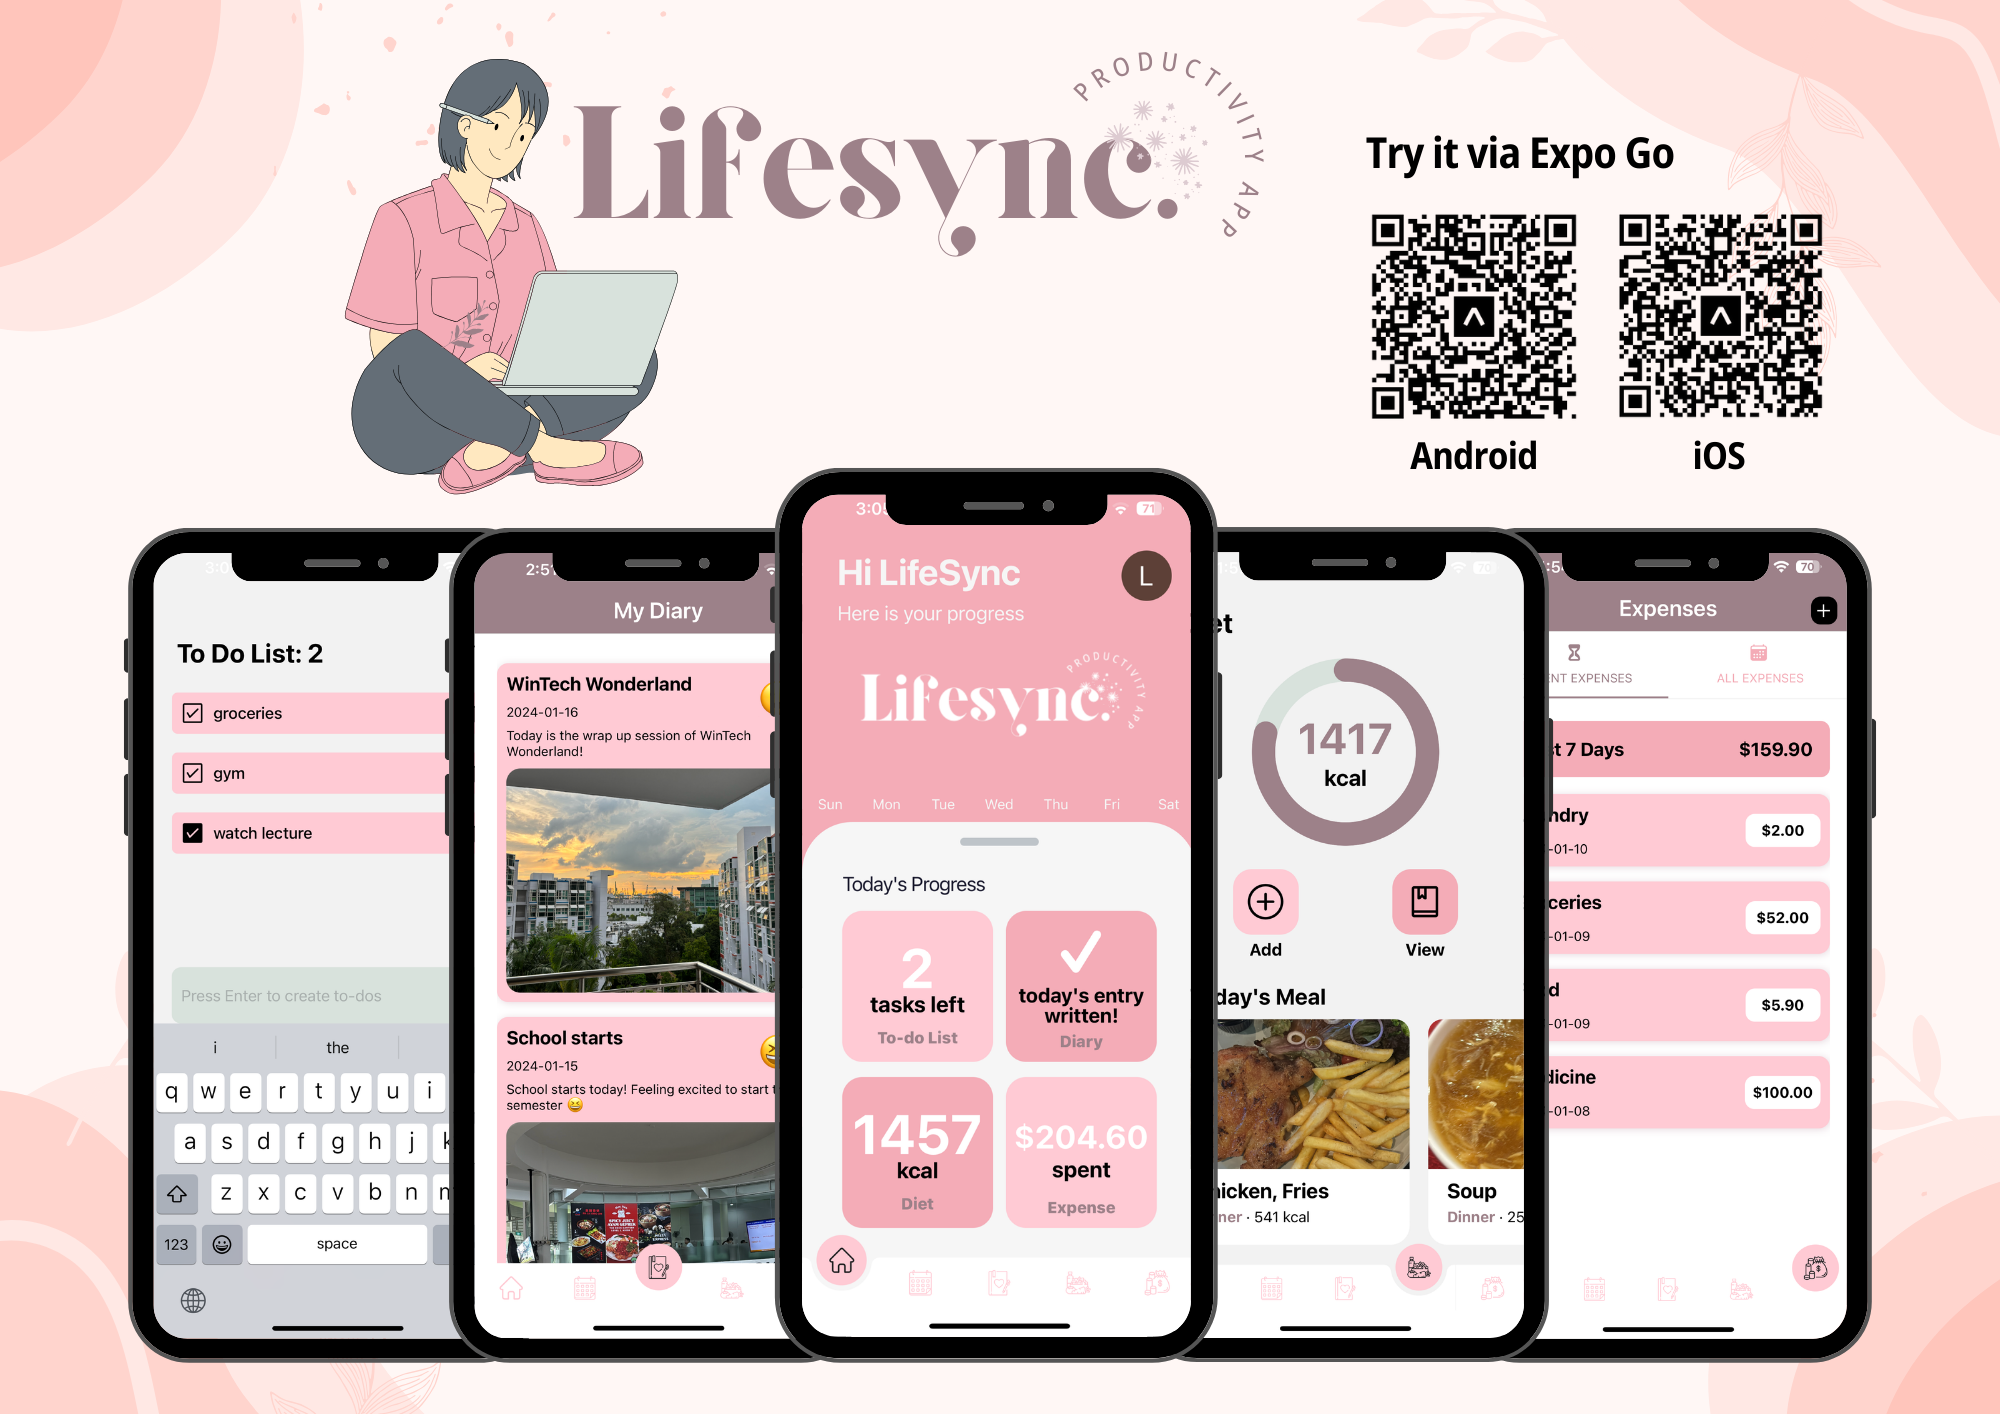 Lifesync.
PRODUCTIVITY APP
Try it via Expo Go
Android
iOS
To Do List: 2
groceries
gym
watch lecture
Press Enter to create to-dos
i
the
q w e r t y u i
a s d f g h j k
z x c v b n m
123
space
2:51
My Diary
WinTech Wonderland
2024-01-16
Today is the wrap up session of WinTech
Wonderland!
School starts
2024-01-15
School starts today! Feeling excited to start t
semester
71
Hi LifeSync
L
Here is your progress
Lifesync.
PRODUCTIVITY APP
Sun Mon Tue Wed Thu Fri Sat
Today's Progress
2
tasks left
To-do List
today's entry
written!
Diary
1457
kcal
Diet
$204.60
spent
Expense
et
1417
kcal
Add
View
day's Meal
icken, Fries
ner · 541 kcal
Soup
Dinner · 25
70
Expenses
ENT EXPENSES
ALL EXPENSES
st 7 Days
$159.90
ndry
-01-10
$2.00
ceries
-01-09
$52.00
d
-01-09
$5.90
dicine
-01-08
$100.00